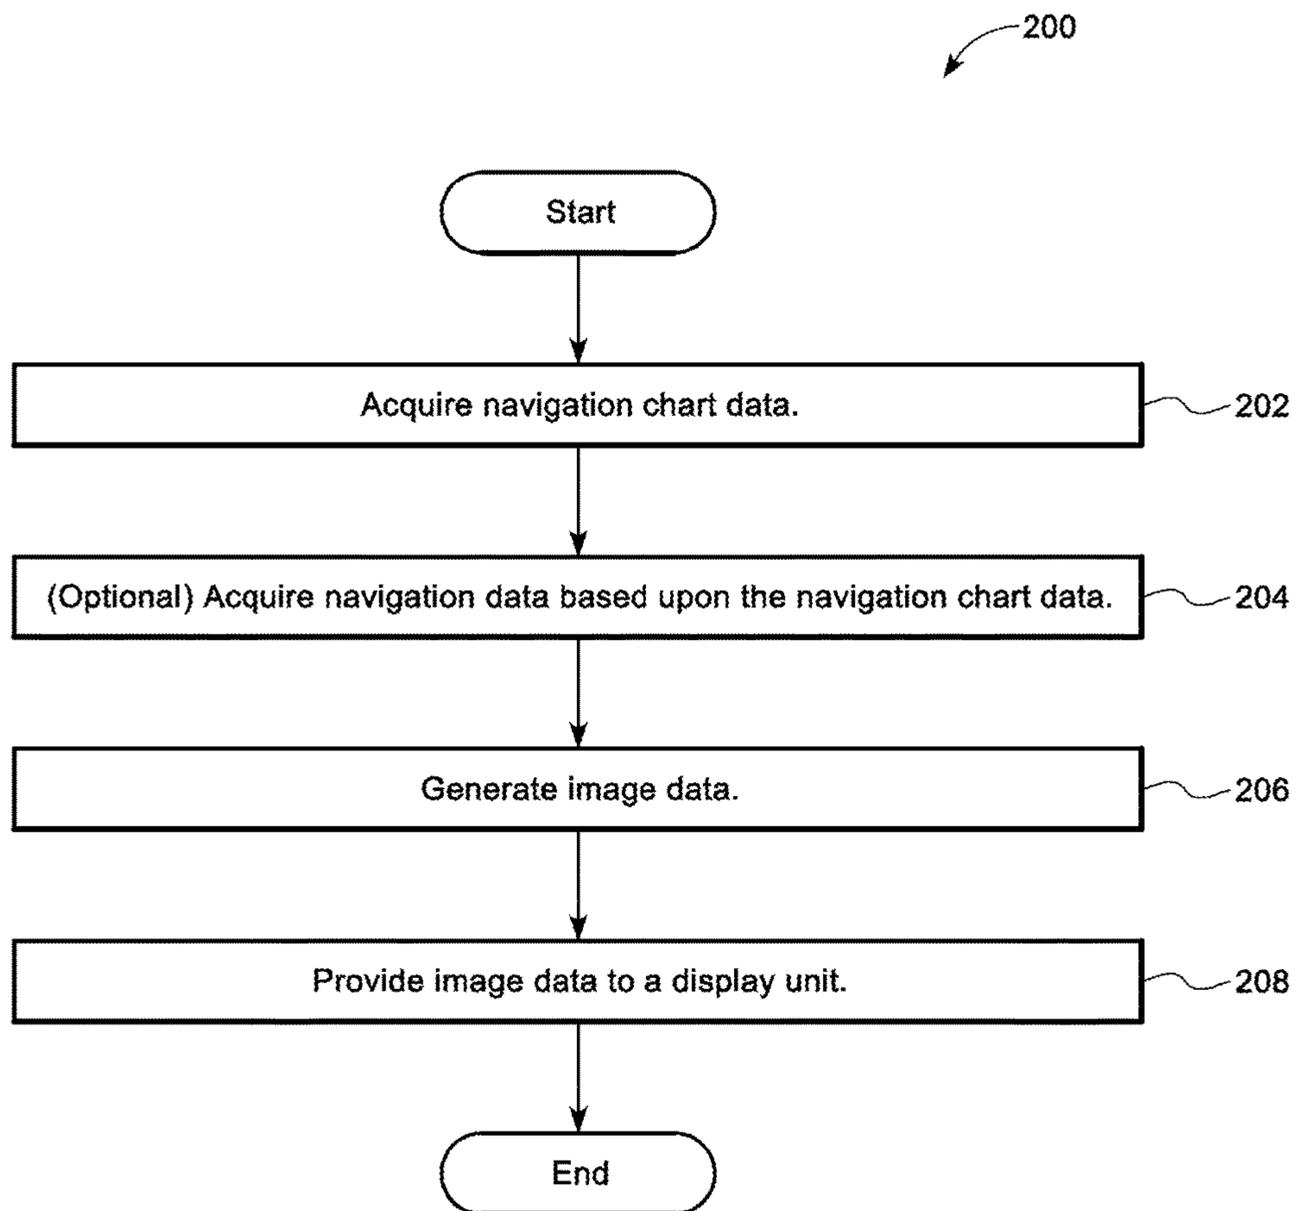 200
Start
Acquire navigation chart data.
202
(Optional) Acquire navigation data based upon the navigation chart data.
204
Generate image data.
206
Provide image data to a display unit.
208
End